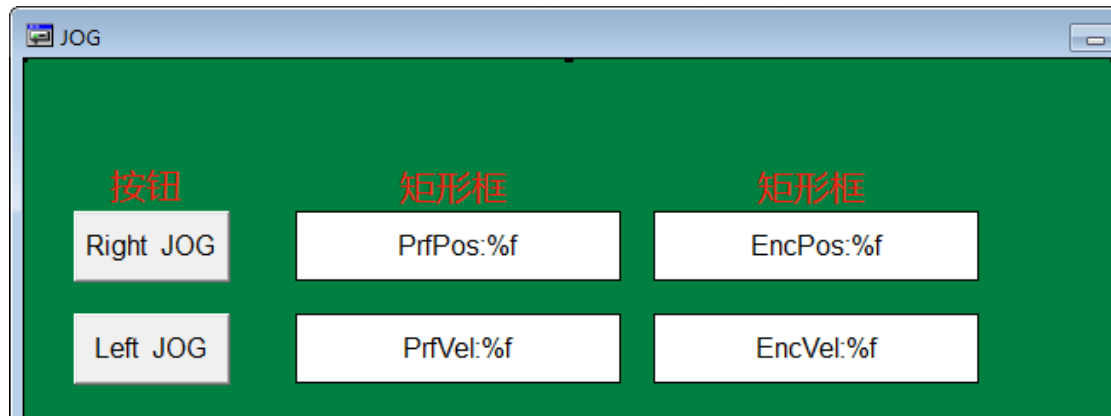 JOG
按钮 矩形框 矩形框
Right JOG PrfPos:%f EncPos:%f
Left JOG PrfVel:%f EncVel:%f